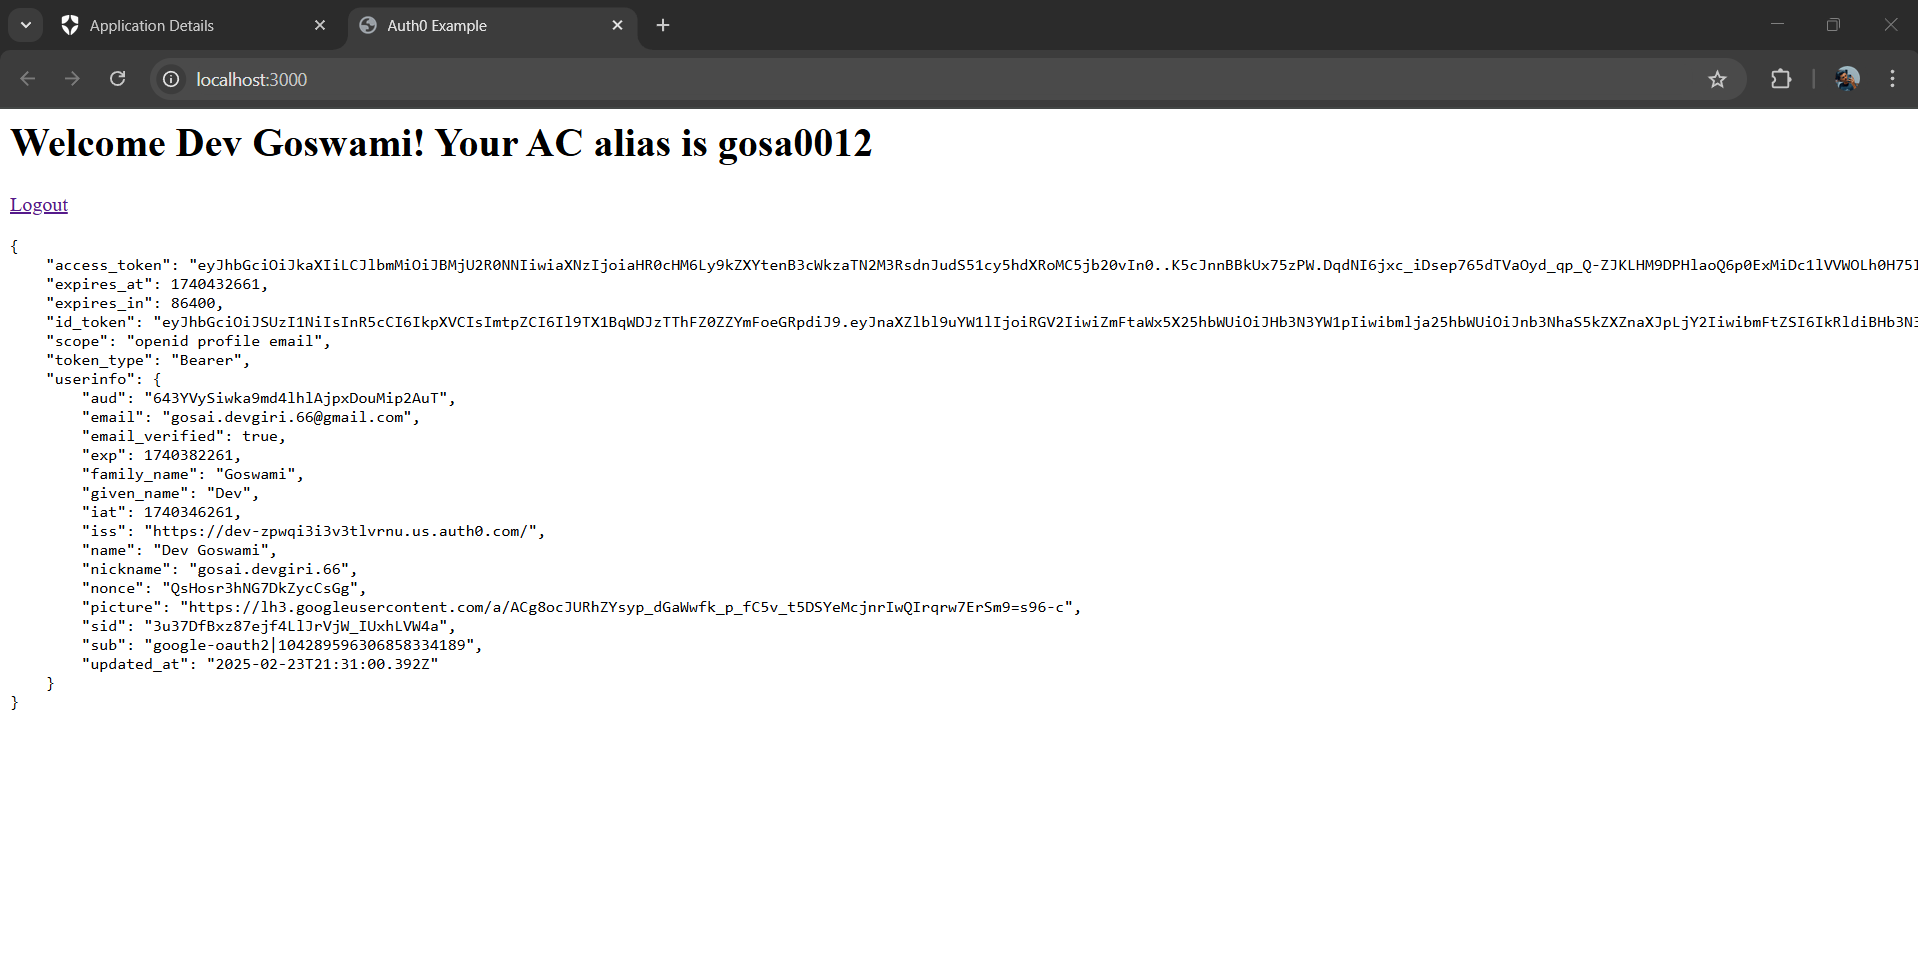 Application Details
Auth0 Example
localhost:3000
Welcome Dev Goswami! Your AC alias is gosa0012
Logout
{
"access_token": "eyJhbGciOiJkaXIiLCJlbmMiOiJBMjU2R0NNIiwiaXNzIjoiaHR0cHM6Ly9kZXYtenB3cWkzaTN2M3RsdnJudS51cy5hdXRoMC5jb20vIn0..K5cJnnBBkUx75zPW.DqdNI6jxc_iDsep765dTVaOyd_qp_Q-ZJKLHM9DPHlaoQ6p0ExMiDc1lVVWOLh0H75
"expires_at": 1740432661,
"expires_in": 86400,
"id_token": "eyJhbGciOiJSUzI1NiIsInR5cCI6IkpXVCIsImtpZCI6Il9TX1BqWDJzTThFZ0ZZYmFoeGRpdiJ9.eyJnaXZlbl9uYW1lIjoiRGV2IiwiZmFtaWx5X25hbWUiOiJHb3N3YW1pIiwibmlja25hbWUiOiJnb3NhaS5kZXZnaXJpLjY2IiwibmFtZSI6IkRldiBHb3N3
"scope": "openid profile email",
"token_type": "Bearer",
"userinfo": {
"aud": "643YVySiwka9md4lhlAjpxDouMip2AuT",
"email": "gosai.devgiri.66@gmail.com",
"email_verified": true,
"exp": 1740382261,
"family_name": "Goswami",
"given_name": "Dev",
"iat": 1740346261,
"iss": "https://dev-zpwqi3i3v3tlvrnu.us.auth0.com/",
"name": "Dev Goswami",
"nickname": "gosai.devgiri.66",
"nonce": "QsHosr3hNG7DkZycCsGg",
"picture": "https://lh3.googleusercontent.com/a/ACg8ocJURhZYsyp_dGaWwfk_p_fC5v_t5DSYeMcjnrIwQIrqrw7ErSm9=s96-c",
"sid": "3u37DfBxz87ejf4LlJrVjW_IUxhLVW4a",
"sub": "google-oauth2|104289596306858334189",
"updated_at": "2025-02-23T21:31:00.392Z"
}
}